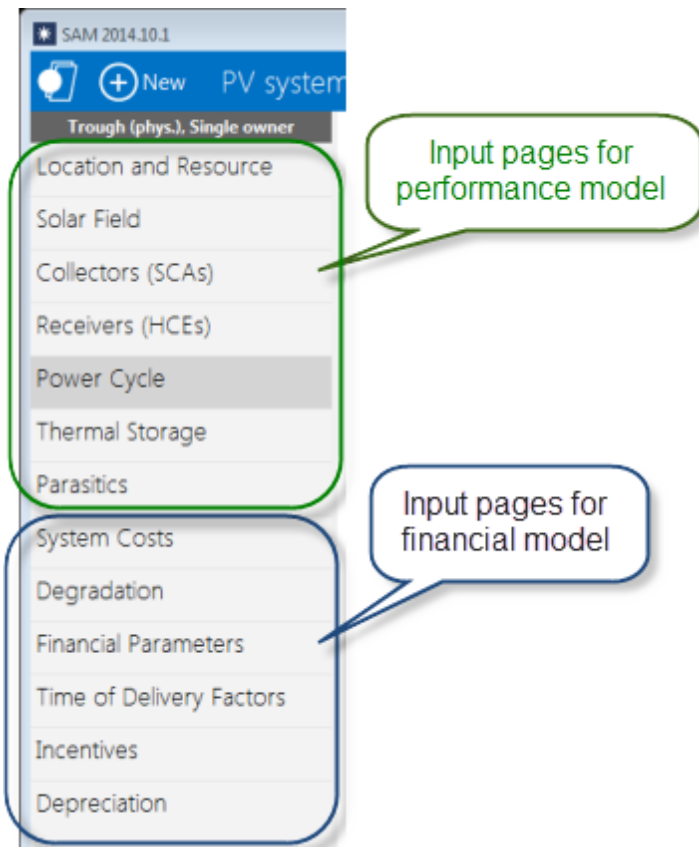 SAM 2014.10.1
New PV system
Trough (phys.), Single owner
Location and Resource
Solar Field
Collectors (SCAs)
Receivers (HCEs)
Power Cycle
Thermal Storage
Parasitics
System Costs
Degradation
Financial Parameters
Time of Delivery Factors
Incentives
Depreciation
Input pages for
performance model
Input pages for
financial model